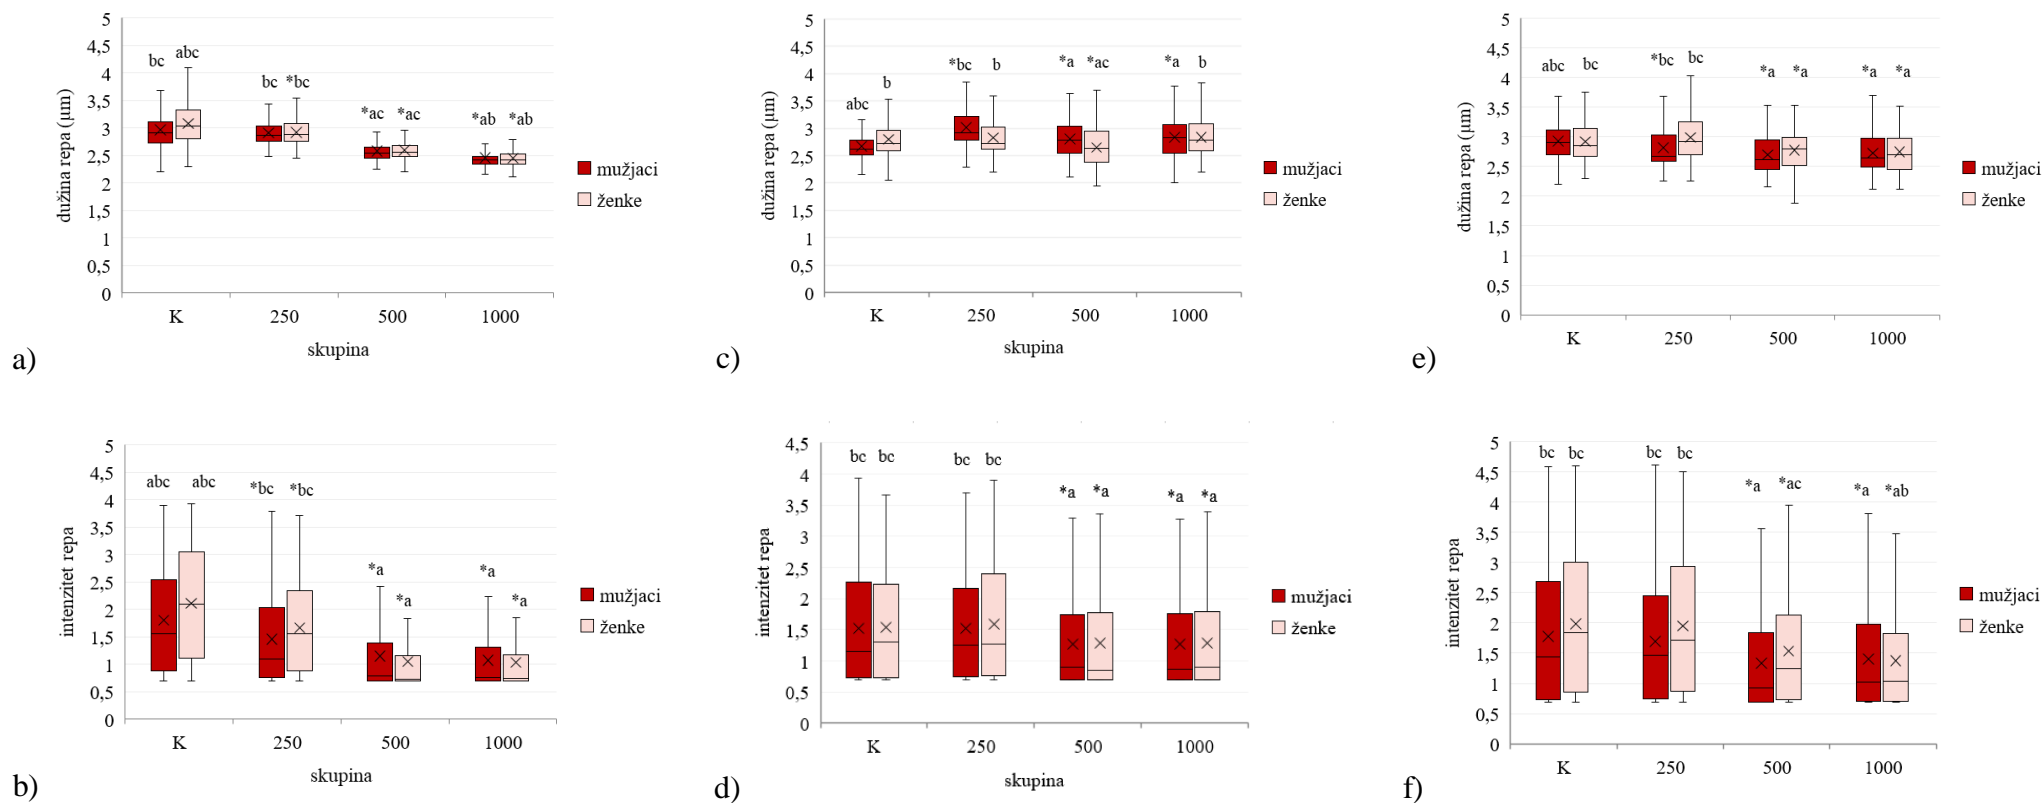 5
4,5
4
3,5
3
2,5
2
1,5
1
0,5
0
dužina repa (µm)
bc abc
bc *bc
*ac *ac
*ab *ab
K 250 500 1000
skupina
mužjaci
ženke
a)
5
4,5
4
3,5
3
2,5
2
1,5
1
0,5
0
dužina repa (µm)
abc b
*bc b
*a *ac
*a b
K 250 500 1000
skupina
mužjaci
ženke
c)
5
4,5
4
3,5
3
2,5
2
1,5
1
0,5
0
dužina repa (µm)
abc bc
*bc bc
*a *a
*a *a
K 250 500 1000
mužjaci
ženke
e)
5
4,5
4
3,5
3
2,5
2
1,5
1
0,5
0
intenzitet repa
abc abc
*bc *bc
*a *a
*a *a
K 250 500 1000
skupina
mužjaci
ženke
b)
4,5
4
3,5
3
2,5
2
1,5
1
0,5
0
intenzitet repa
bc bc
bc bc
*a *a
*a *a
K 250 500 1000
skupina
mužjaci
ženke
d)
5
4,5
4
3,5
3
2,5
2
1,5
1
0,5
0
intenzitet repa
bc bc
bc bc
*a *ac
*a *ab
K 250 500 1000
mužjaci
ženke
f)